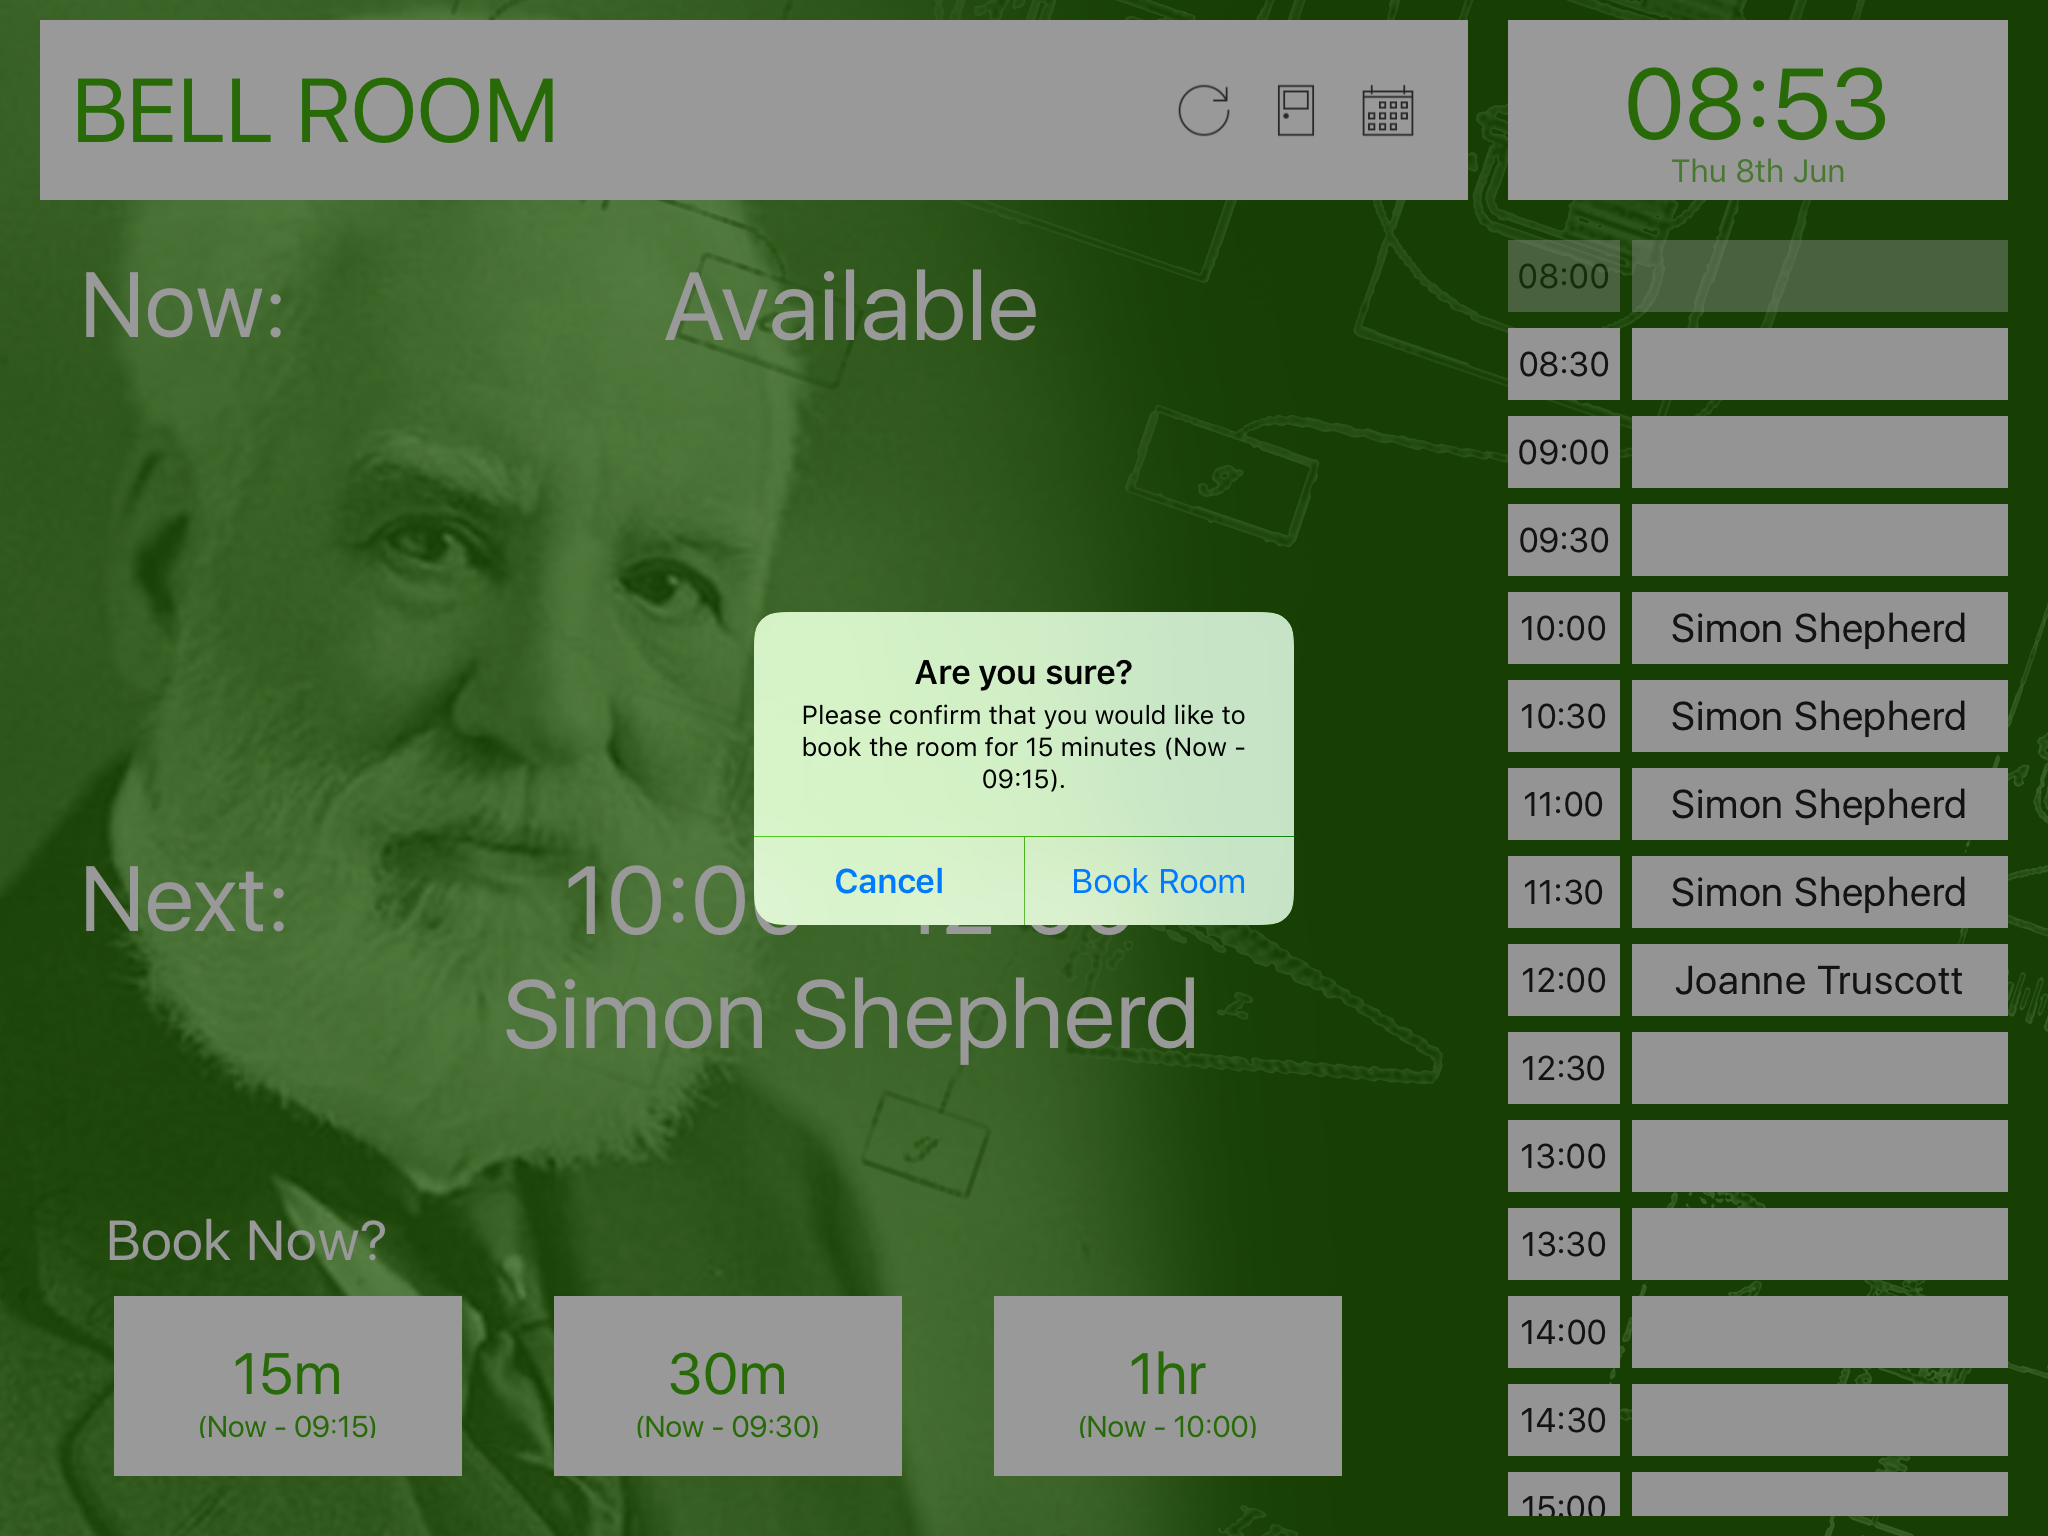 BELL ROOM
08:53
Thu 8th Jun
Now:
Available
Are you sure?
Please confirm that you would like to
book the room for 15 minutes (Now -
09:15).
Cancel
Book Room
Next:
Simon Shepherd
Book Now?
15m
(Now - 09:15)
30m
(Now - 09:30)
1hr
(Now - 10:00)
08:00
08:30
09:00
09:30
10:00 Simon Shepherd
10:30 Simon Shepherd
11:00 Simon Shepherd
11:30 Simon Shepherd
12:00 Joanne Truscott
12:30
13:00
13:30
14:00
14:30
15:00